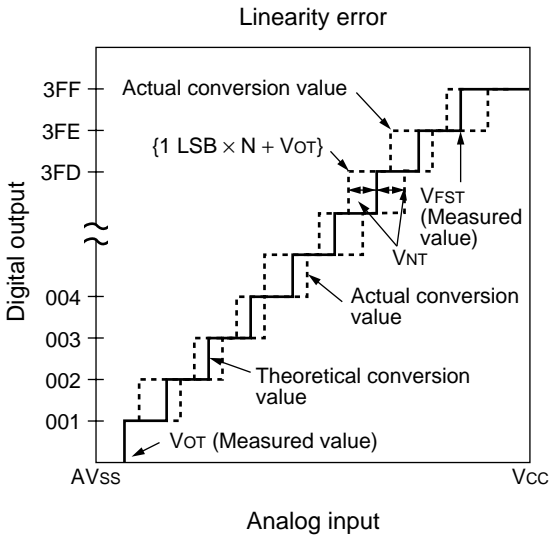 Linearity error
3FF
3FE
3FD
004
003
002
001
Digital output
Actual conversion value
{1 LSB × N + VOT}
VFST
(Measured
value)
VNT
Actual conversion
value
Theoretical conversion
value
VOT (Measured value)
AVSS
VCC
Analog input